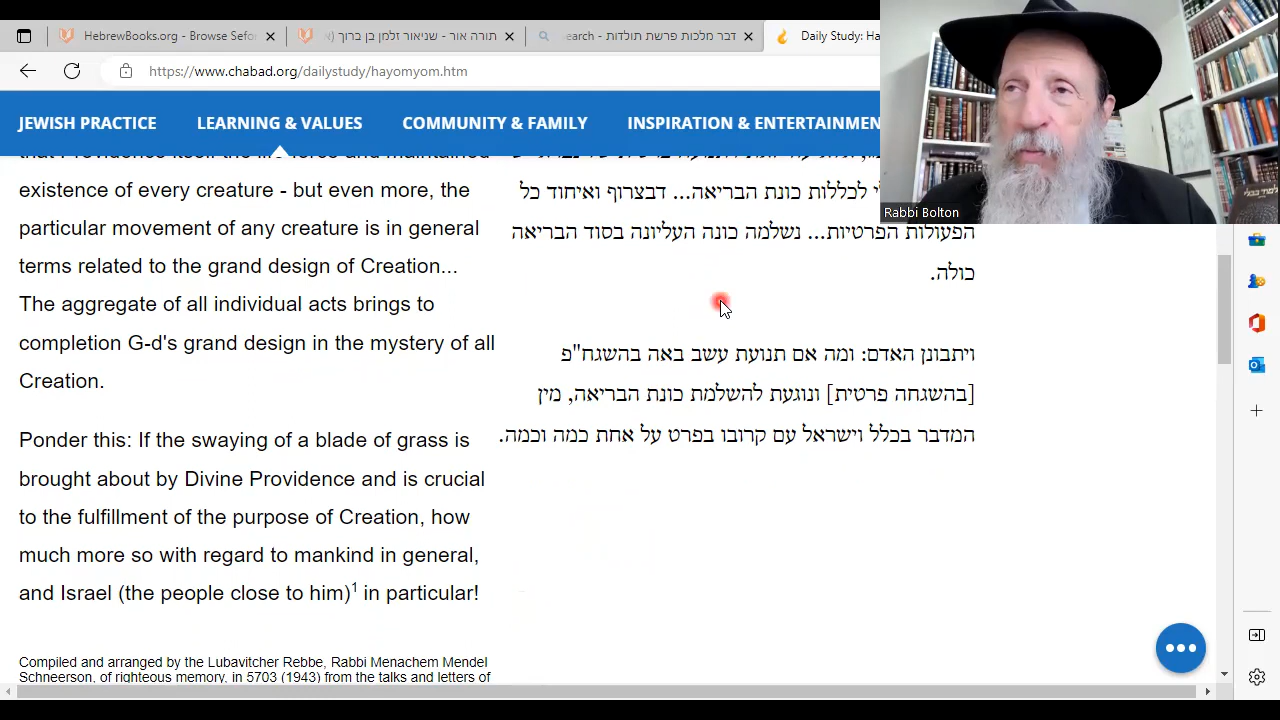 HebrewBooks.org - Browse Sefor
תורה אור - שניאור זלמן בן ברוך (א
דבר מלכות פרשת תולדות - earch
Daily Study: Ha
https://www.chabad.org/dailystudy/hayomyom.htm
JEWISH PRACTICE
LEARNING & VALUES
COMMUNITY & FAMILY
INSPIRATION & ENTERTAINMEN
Rabbi Bolton
that Providence itself the life-force and maintained
existence of every creature - but even more, the
particular movement of any creature is in general
terms related to the grand design of Creation...
The aggregate of all individual acts brings to
completion G-d's grand design in the mystery of all
Creation.
Ponder this: If the swaying of a blade of grass is
brought about by Divine Providence and is crucial
to the fulfillment of the purpose of Creation, how
much more so with regard to mankind in general,
and Israel (the people close to him)1 in particular!
Compiled and arranged by the Lubavitcher Rebbe, Rabbi Menachem Mendel
Schneerson, of righteous memory, in 5703 (1943) from the talks and letters of
י לכללות כונת הבריאה... דבצרוף ואיחוד כל
הפעולות הפרטיות... נשלמה כונה העליונה בסוד הבריאה
כולה.
ויתבונן האדם: ומה אם תנועת עשב באה בהשגח"פ
[בהשגחה פרטית] ונוגעת להשלמת כונת הבריאה, מין
המדבר בכלל וישראל עם קרובו בפרט על אחת כמה וכמה.